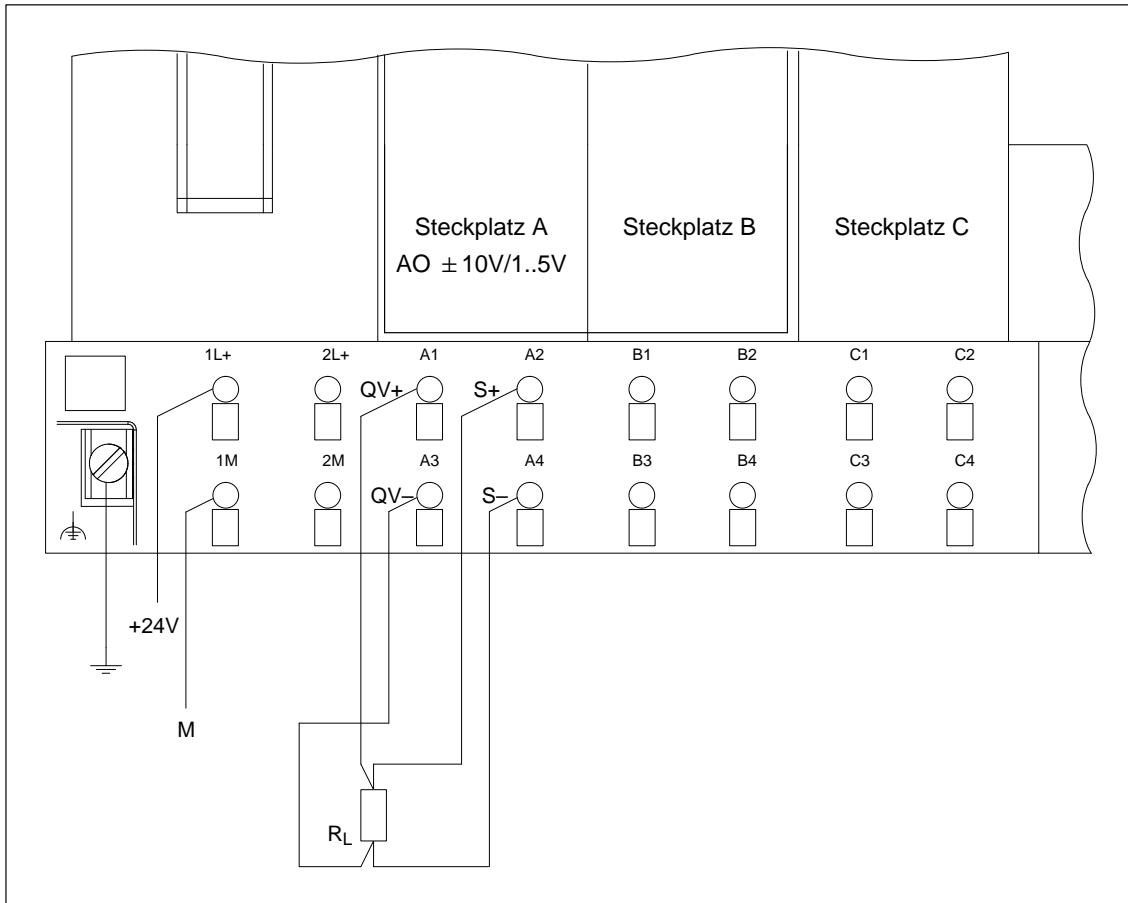 Steckplatz A Steckplatz B Steckplatz C
AO ±10V/1..5V
1L+ 2L+ A1 A2 B1 B2 C1 C2
QV+ S+
1M 2M A3 A4 B3 B4 C3 C4
QV– S–
+24V
M
RL